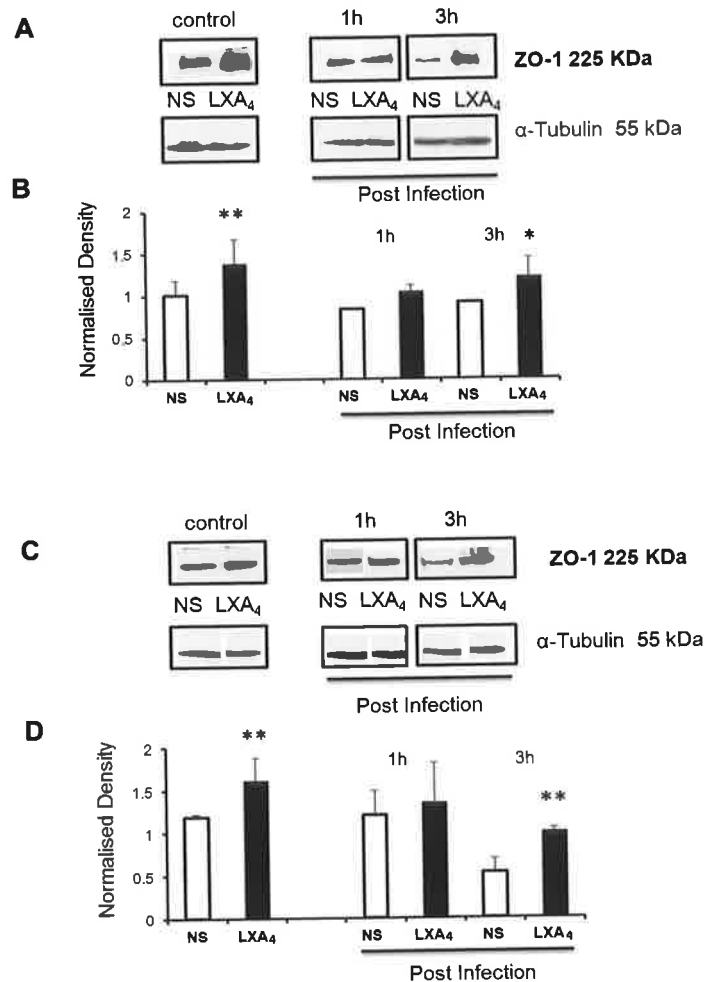 A
control 1h 3h
ZO-1 225 KDa
NS LXA₄ NS LXA₄ NS LXA₄
α-Tubulin 55 kDa
Post Infection
B
Normalised Density
2
1.5
1
0.5
0
**
1h
3h *
NS LXA₄ NS LXA₄ NS LXA₄
Post Infection
C
control 1h 3h
ZO-1 225 KDa
NS LXA₄ NS LXA₄ NS LXA₄
α-Tubulin 55 kDa
Post Infection
D
Normalised Density
2
1.5
1
0.5
0
**
1h
3h
**
NS LXA₄ NS LXA₄ NS LXA₄
Post Infection